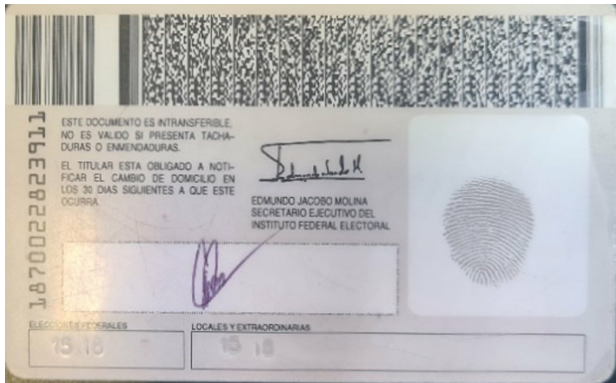 1870022823911
ESTE DOCUMENTO ES INTRANSFERIBLE,
NO ES VALIDO SI PRESENTA TACHA-
DURAS O ENMENDADURAS.
EL TITULAR ESTA OBLIGADO A NOTI-
FICAR EL CAMBIO DE DOMICILIO EN
LOS 30 DIAS SIGUIENTES A QUE ESTE
OCURRA.
EDMUNDO JACOBO MOLINA
SECRETARIO EJECUTIVO DEL
INSTITUTO FEDERAL ELECTORAL
ELECCIONES FEDERALES
LOCALES Y EXTRAORDINARIAS
15 18
15 18